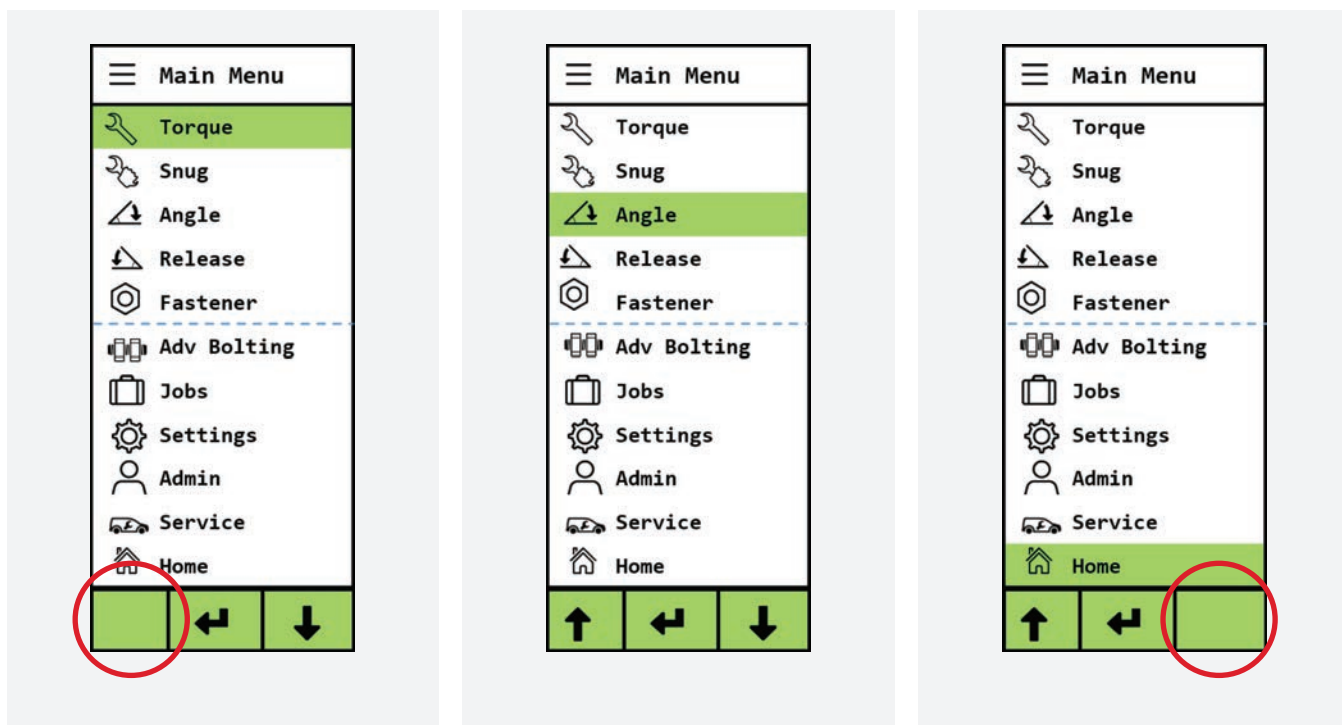 Main Menu
Torque
Snug
Angle
Release
Fastener
Adv Bolting
Jobs
Settings
Admin
Service
Home
Main Menu
Torque
Snug
Angle
Release
Fastener
Adv Bolting
Jobs
Settings
Admin
Service
Home
Main Menu
Torque
Snug
Angle
Release
Fastener
Adv Bolting
Jobs
Settings
Admin
Service
Home